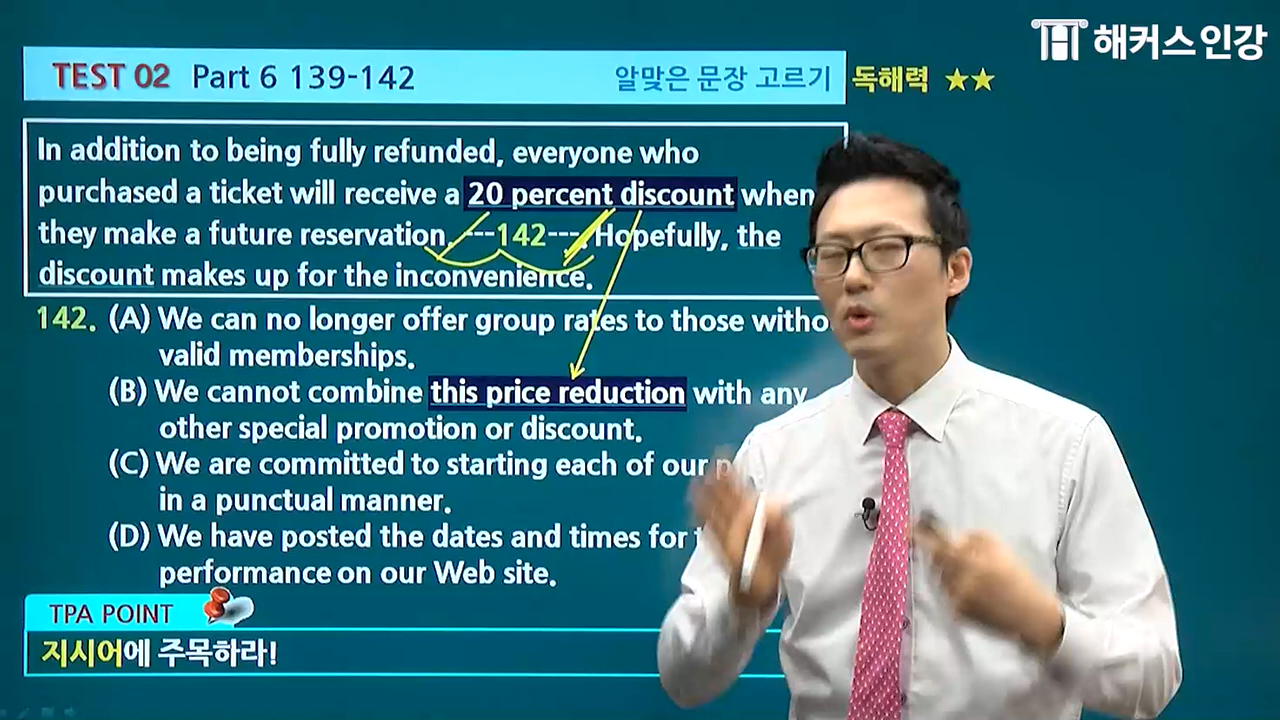 해커스인강
TEST 02 Part 6 139-142 알맞은 문장 고르기 독해력 ★★
In addition to being fully refunded, everyone who
purchased a ticket will receive a 20 percent discount when
they make a future reservation. ---142---. Hopefully, the
discount makes up for the inconvenience.
142. (A) We can no longer offer group rates to those
valid memberships.
(B) We cannot combine this price reduction with any
other special promotion or discount.
(C) We are committed to starting each of our
in a punctual manner.
(D) We have posted the dates and times for
performance on our Web site.
TPA POINT
지시어에 주목하라!